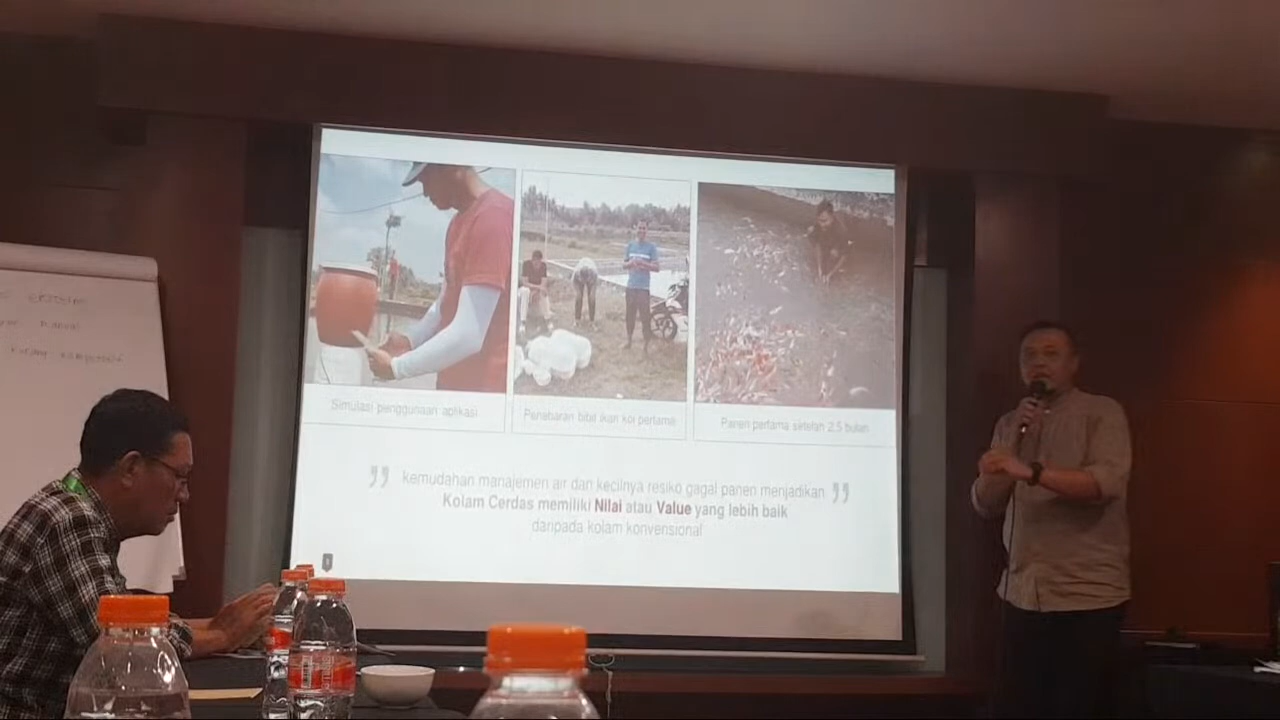 Simulasi penggunaan aplikasi
Penebaran bibit ikan koi pertama
Panen pertama setelah 2,5 bulan
kemudahan manajemen air dan kecilnya resiko gagal panen menjadikan
Kolam Cerdas memiliki Nilai atau Value yang lebih baik
daripada kolam konvensional